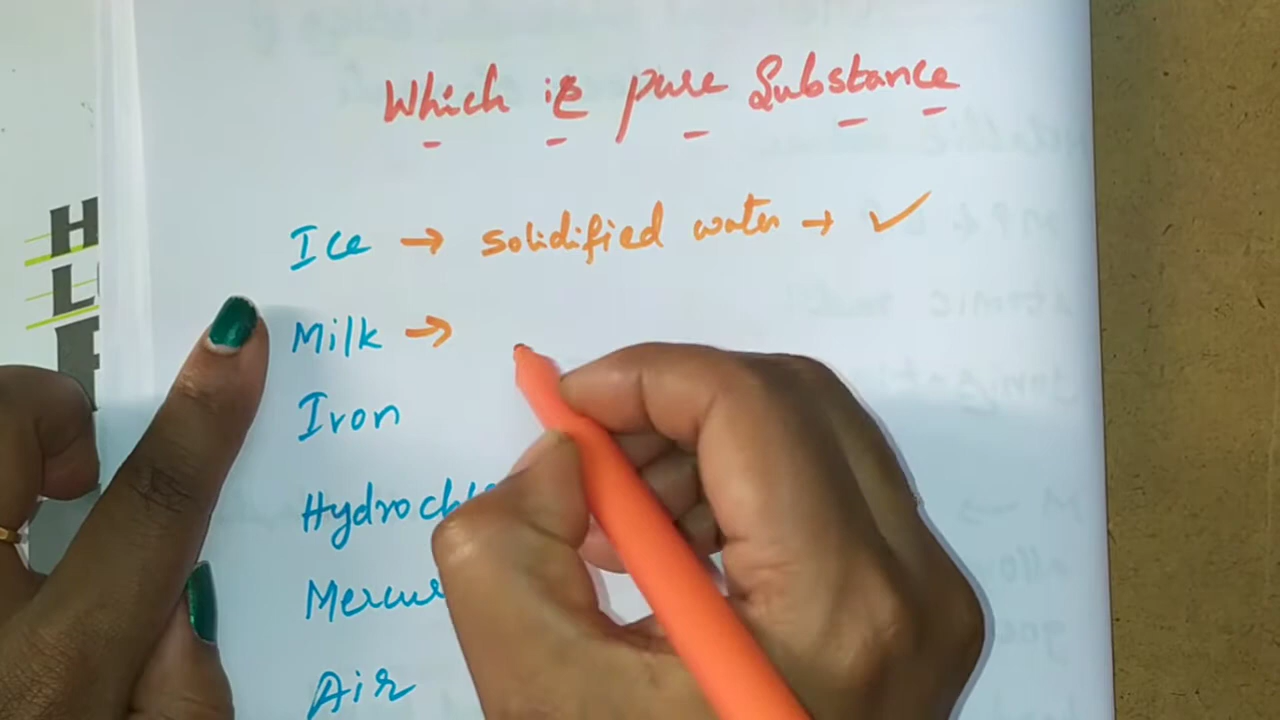 Which is pure Substance
Ice → solidified water → ✓
Milk →
Iron
Hydrochl
Mercu
Air